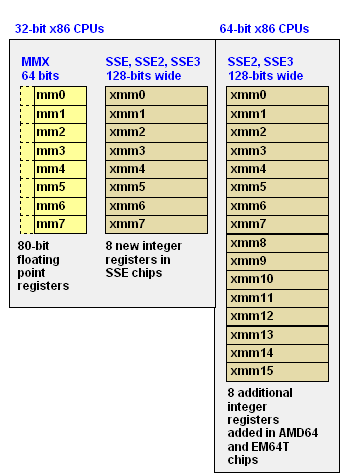 32-bit x86 CPUs
MMX
64 bits
mm0
mm1
mm2
mm3
mm4
mm5
mm6
mm7
80-bit
floating
point
registers
SSE, SSE2, SSE3
128-bits wide
xmm0
xmm1
xmm2
xmm3
xmm4
xmm5
xmm6
xmm7
8 new integer
registers in
SSE chips
64-bit x86 CPUs
SSE2, SSE3
128-bits wide
xmm0
xmm1
xmm2
xmm3
xmm4
xmm5
xmm6
xmm7
xmm8
xmm9
xmm10
xmm11
xmm12
xmm13
xmm14
xmm15
8 additional
integer
registers
added in AMD64
and EM64T
chips